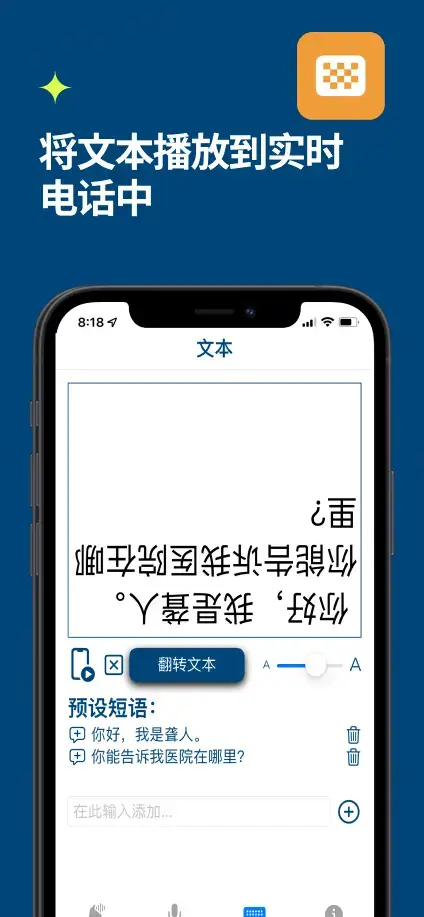 将文本播放到实时
电话中
8:18
文本
你好，我是聋人。
你能告诉我医院在哪
里？
翻转文本
A
A
预设短语：
你好，我是聋人。
你能告诉我医院在哪里？
在此输入添加...